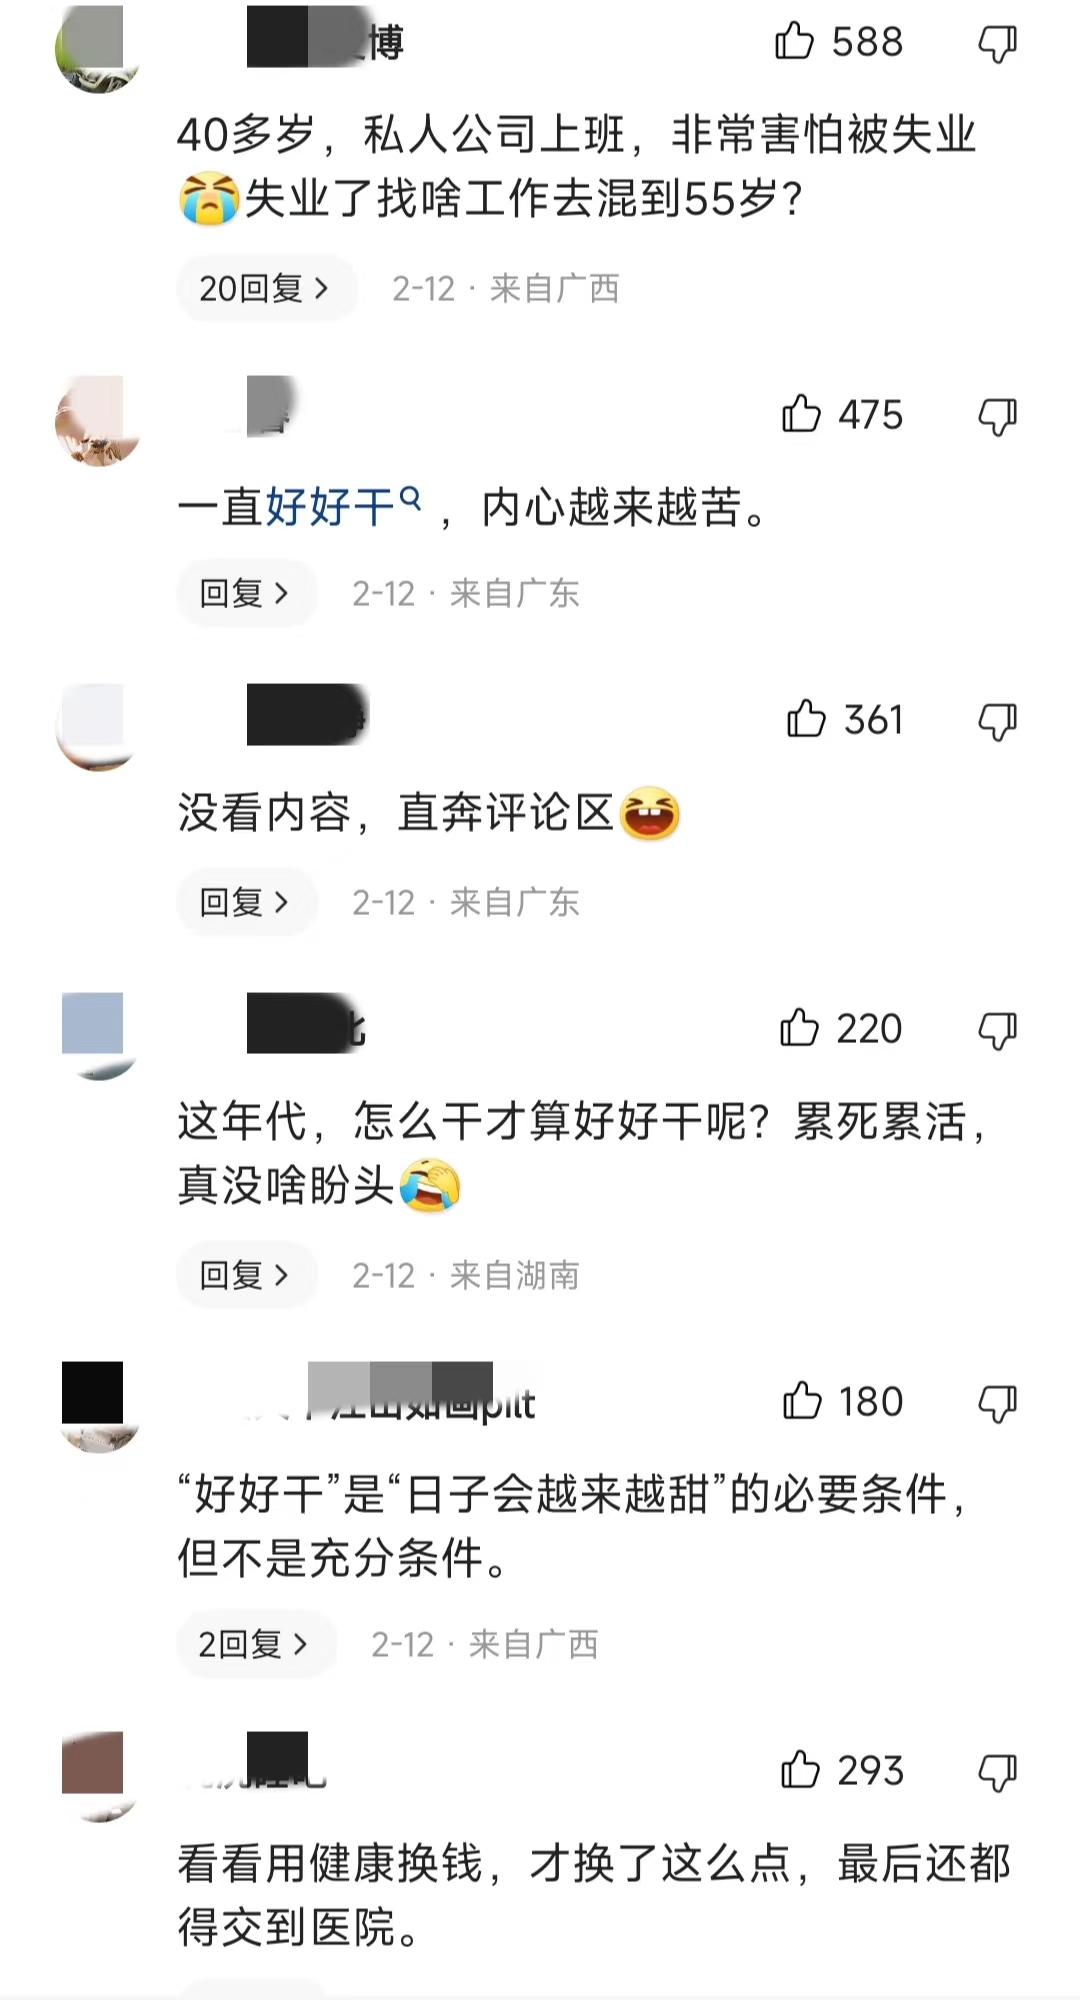 博
588
40多岁，私人公司上班，非常害怕被失业
失业了找啥工作去混到55岁？
20回复 >
2-12 · 来自广西
475
一直好好干，内心越来越苦。
回复 >
2-12 · 来自广东
361
没看内容，直奔评论区
回复 >
2-12 · 来自广东
220
这年代，怎么干才算好好干呢？累死累活，
真没啥盼头
回复 >
2-12 · 来自湖南
江山如画pilt
180
“好好干”是“日子会越来越甜”的必要条件，
但不是充分条件。
2回复 >
2-12 · 来自广西
293
看看用健康换钱，才换了这么点，最后还都
得交到医院。